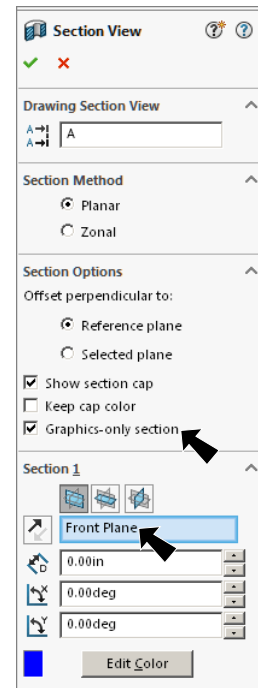 Section View
Drawing Section View
A
A
A
Section Method
Planar
Zonal
Section Options
Offset perpendicular to:
Reference plane
Selected plane
Show section cap
Keep cap color
Graphics-only section
Section 1
Front Plane
D
0.00in
X
0.00deg
Y
0.00deg
Edit Color